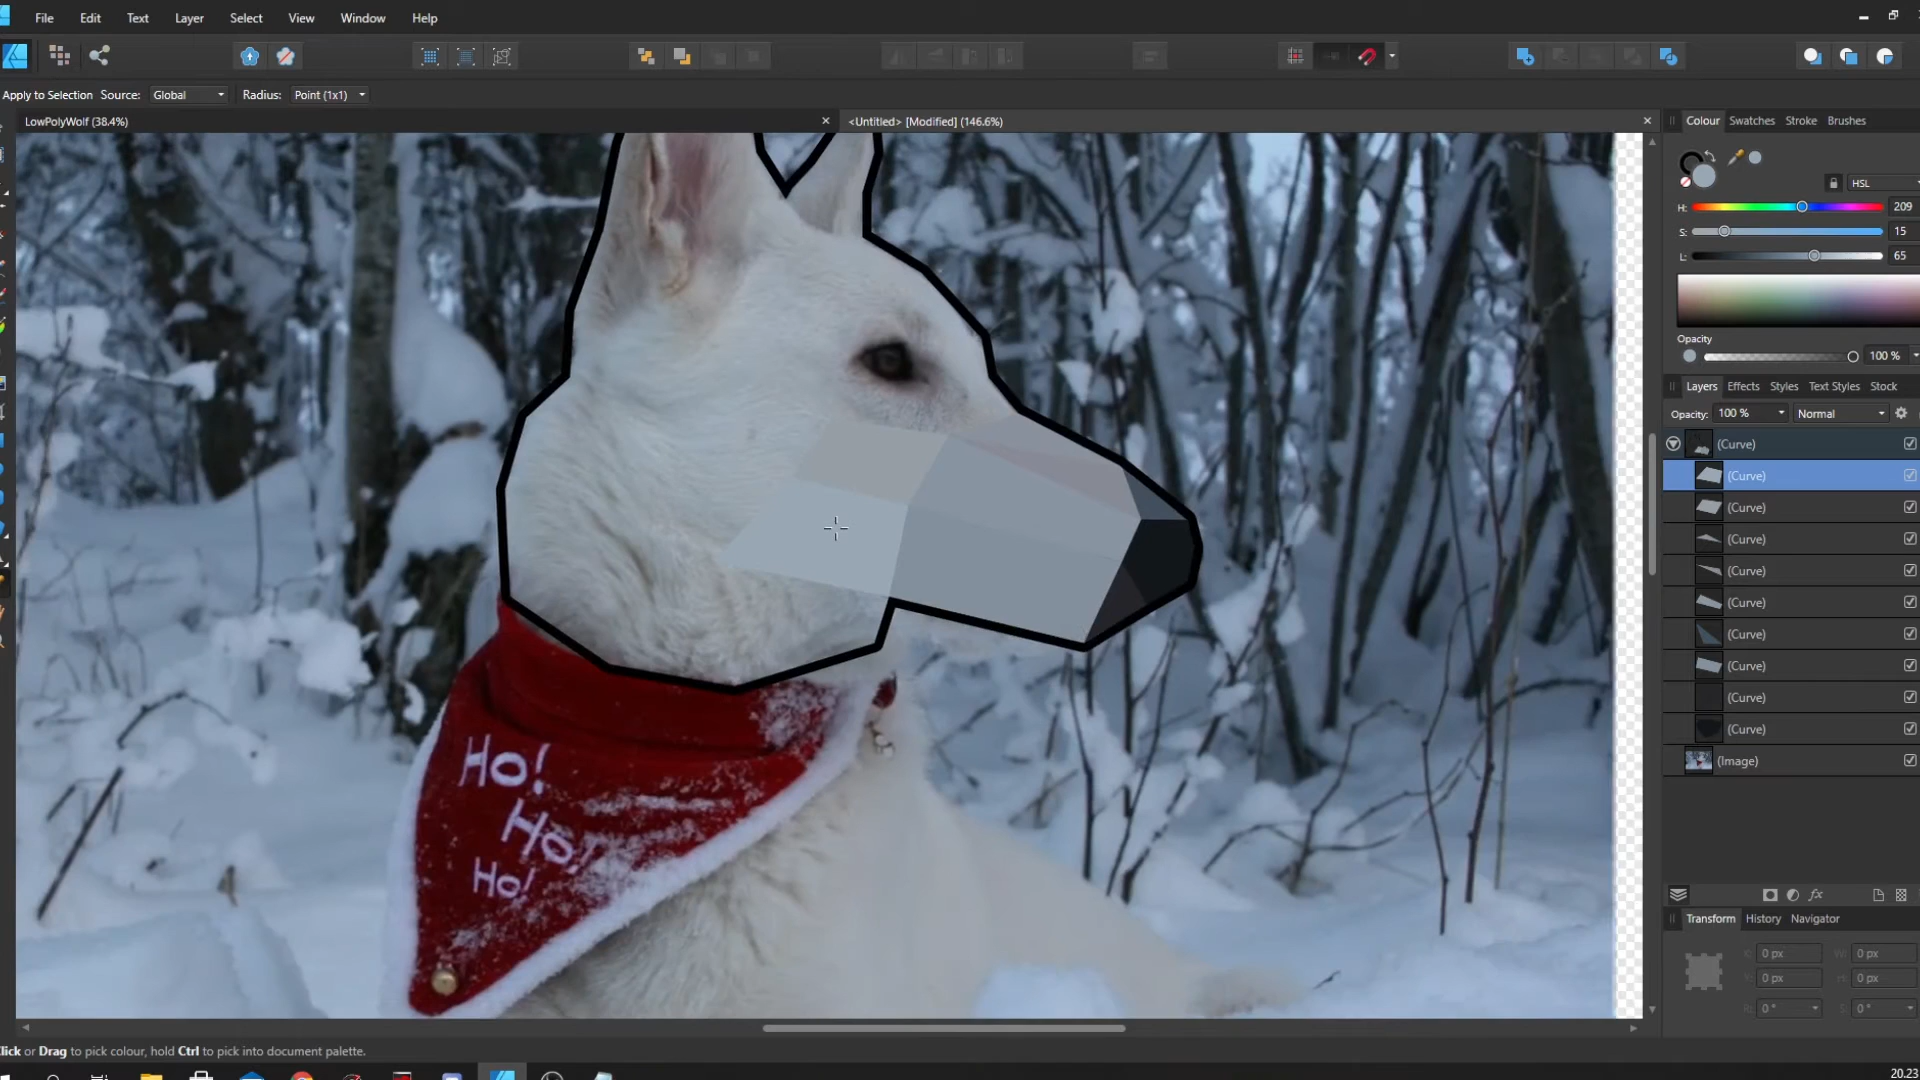 File Edit Text Layer Select View Window Help
Apply to Selection Source: Global Radius: Point (1x1)
LowPolyWolf (38.4%) × <Untitled> [Modified] (146.6%) ×
Colour Swatches Stroke Brushes
HSL
H: 209
S: 15
L: 65
Opacity
100 %
Layers Effects Styles Text Styles Stock
Opacity: 100 % Normal
(Curve)
(Curve)
(Curve)
(Curve)
(Curve)
(Curve)
(Curve)
(Curve)
(Curve)
(Curve)
(Image)
Ho!
Ho!
Ho!
fx
Transform History Navigator
X: 0 px W: 0 px
Y: 0 px H: 0 px
R: 0 ° S: 0 °
Click or Drag to pick colour, hold Ctrl to pick into document palette.
20.23